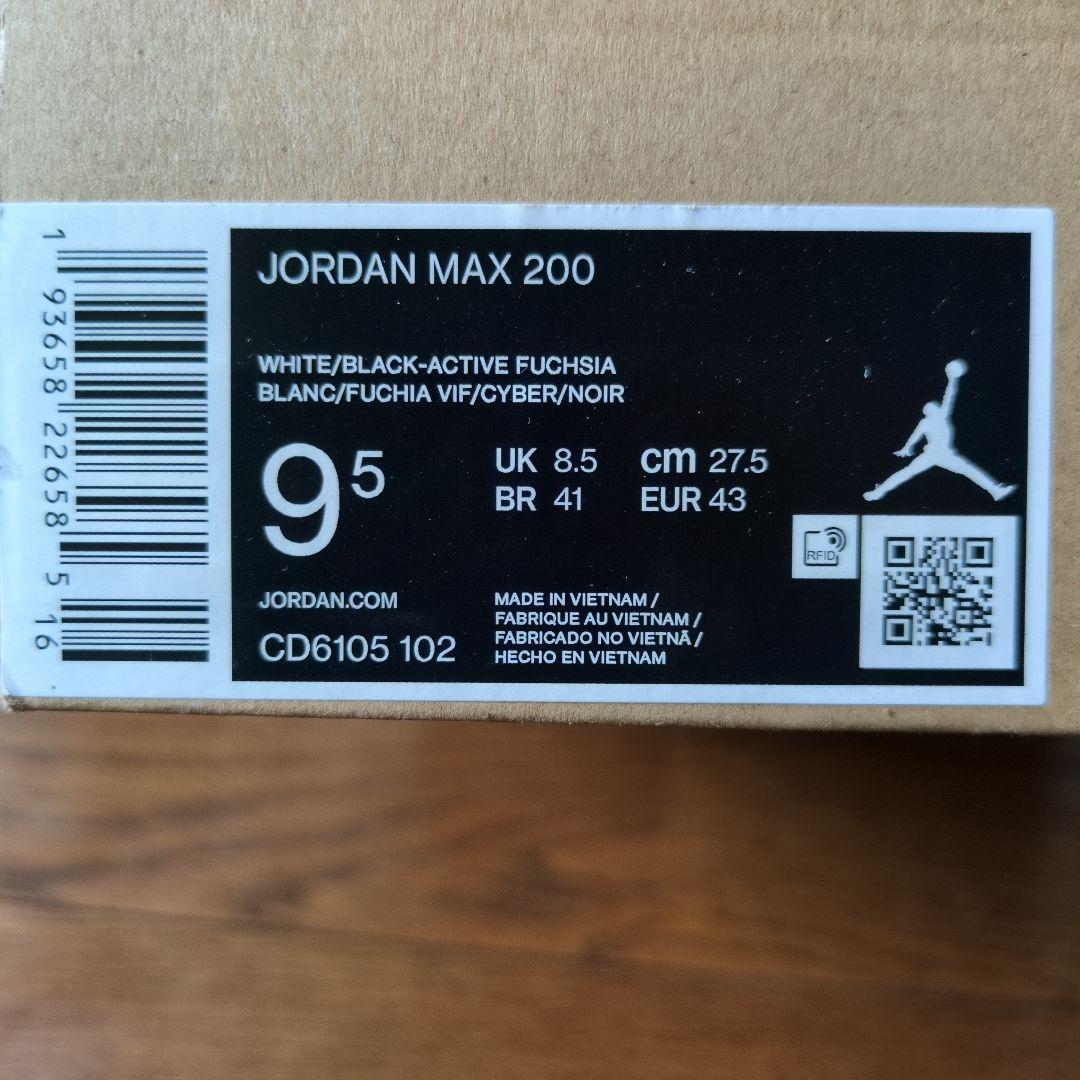 JORDAN MAX 200
WHITE/BLACK-ACTIVE FUCHSIA
BLANC/FUCHIA VIF/CYBER/NOIR
9 5
UK 8.5 cm 27.5
BR 41 EUR 43
RFID
JORDAN.COM
CD6105 102
MADE IN VIETNAM /
FABRIQUE AU VIETNAM /
FABRICADO NO VIETNÃ /
HECHO EN VIETNAM
1 93658 22658 5 16